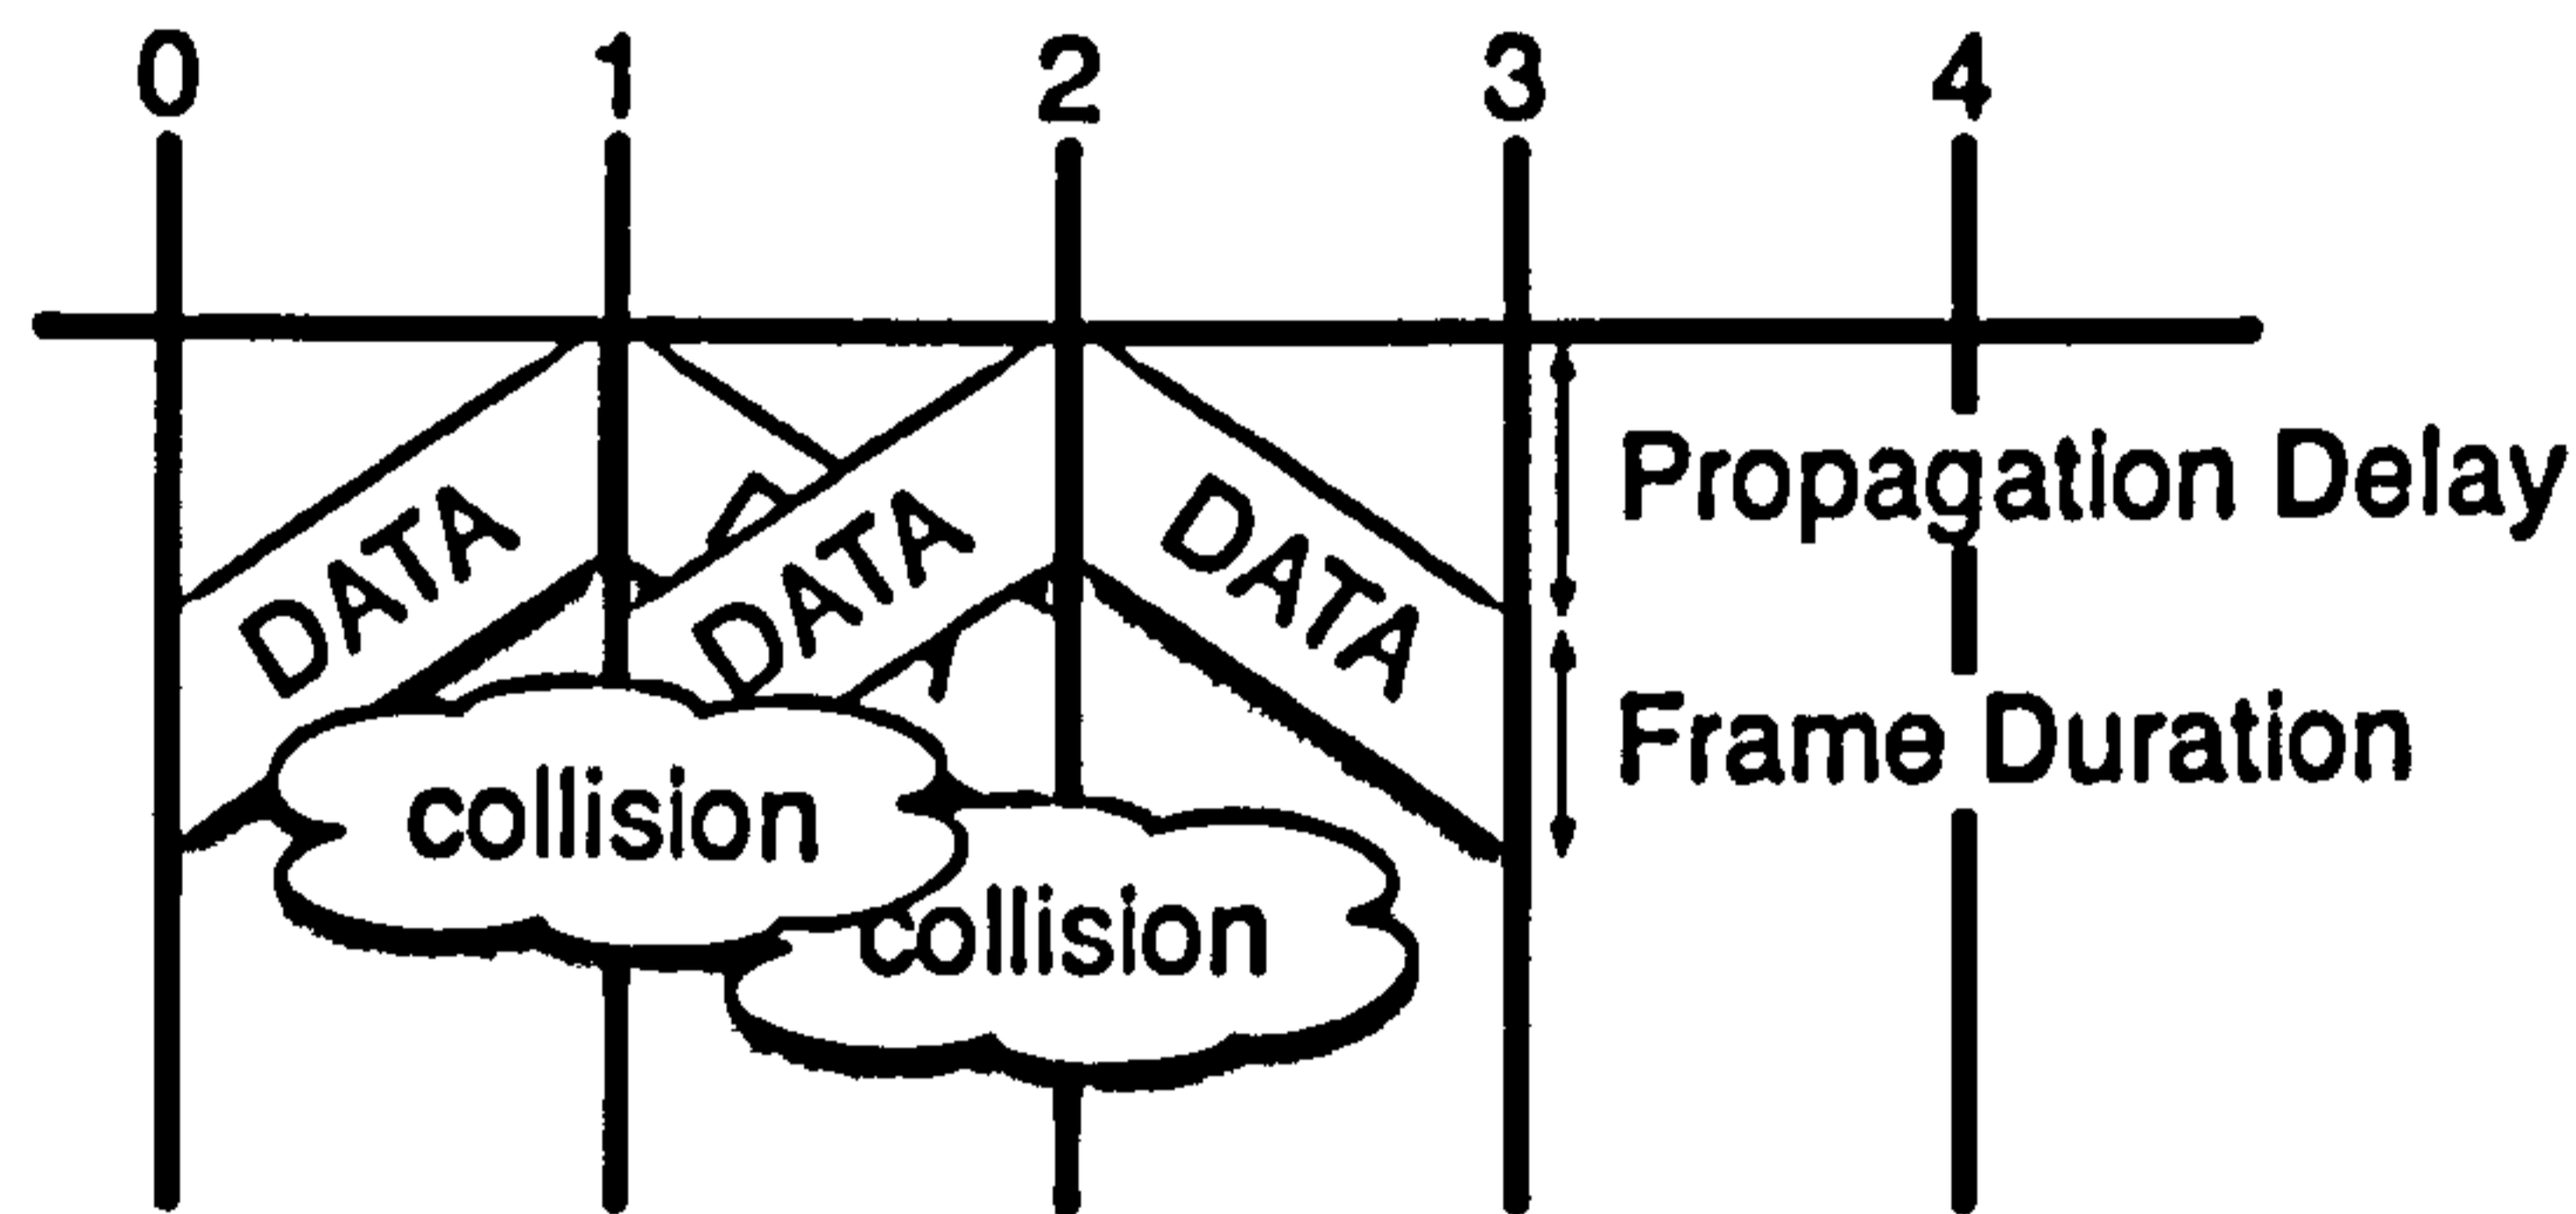 0 1 2 3 4
Propagation Delay
DATA DATA DATA
Frame Duration
collision
collision